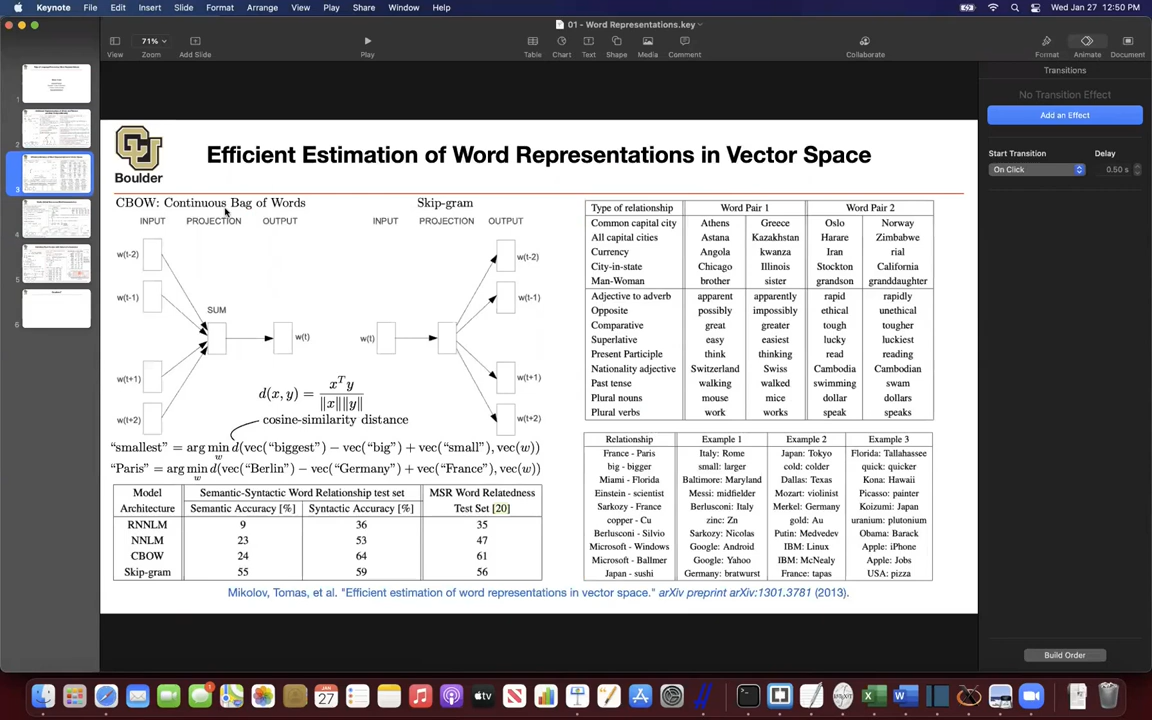 Keynote File Edit Insert Slide Format Arrange View Play Share Window Help Wed Jan 27 12:50 PM
01 - Word Representations.key
71%
View Zoom Add Slide Play Table Chart Text Shape Media Comment Collaborate Format Animate Document
Transitions
No Transition Effect
Add an Effect
Start Transition Delay
On Click 0.50 s
Build Order
1
2
3
4
5
6
CU
Boulder
Efficient Estimation of Word Representations in Vector Space
CBOW: Continuous Bag of Words
INPUT PROJECTION OUTPUT
w(t-2)
w(t-1)
SUM
w(t)
w(t+1)
w(t+2)
Skip-gram
INPUT PROJECTION OUTPUT
w(t-2)
w(t-1)
w(t)
w(t+1)
w(t+2)
d(x, y) = x^T y / ‖x‖‖y‖
cosine-similarity distance
“smallest” = arg min_w d(vec(“biggest”) − vec(“big”) + vec(“small”), vec(w))
“Paris” = arg min_w d(vec(“Berlin”) − vec(“Germany”) + vec(“France”), vec(w))
Model Semantic-Syntactic Word Relationship test set MSR Word Relatedness
Architecture Semantic Accuracy [%] Syntactic Accuracy [%] Test Set [20]
RNNLM 9 36 35
NNLM 23 53 47
CBOW 24 64 61
Skip-gram 55 59 56
Type of relationship Word Pair 1 Word Pair 2
Common capital city Athens Greece Oslo Norway
All capital cities Astana Kazakhstan Harare Zimbabwe
Currency Angola kwanza Iran rial
City-in-state Chicago Illinois Stockton California
Man-Woman brother sister grandson granddaughter
Adjective to adverb apparent apparently rapid rapidly
Opposite possibly impossibly ethical unethical
Comparative great greater tough tougher
Superlative easy easiest lucky luckiest
Present Participle think thinking read reading
Nationality adjective Switzerland Swiss Cambodia Cambodian
Past tense walking walked swimming swam
Plural nouns mouse mice dollar dollars
Plural verbs work works speak speaks
Relationship Example 1 Example 2 Example 3
France - Paris Italy: Rome Japan: Tokyo Florida: Tallahassee
big - bigger small: larger cold: colder quick: quicker
Miami - Florida Baltimore: Maryland Dallas: Texas Kona: Hawaii
Einstein - scientist Messi: midfielder Mozart: violinist Picasso: painter
Sarkozy - France Berlusconi: Italy Merkel: Germany Koizumi: Japan
copper - Cu zinc: Zn gold: Au uranium: plutonium
Berlusconi - Silvio Sarkozy: Nicolas Putin: Medvedev Obama: Barack
Microsoft - Windows Google: Android IBM: Linux Apple: iPhone
Microsoft - Ballmer Google: Yahoo IBM: McNealy Apple: Jobs
Japan - sushi Germany: bratwurst France: tapas USA: pizza
Mikolov, Tomas, et al. "Efficient estimation of word representations in vector space." arXiv preprint arXiv:1301.3781 (2013).
JAN
27
tv